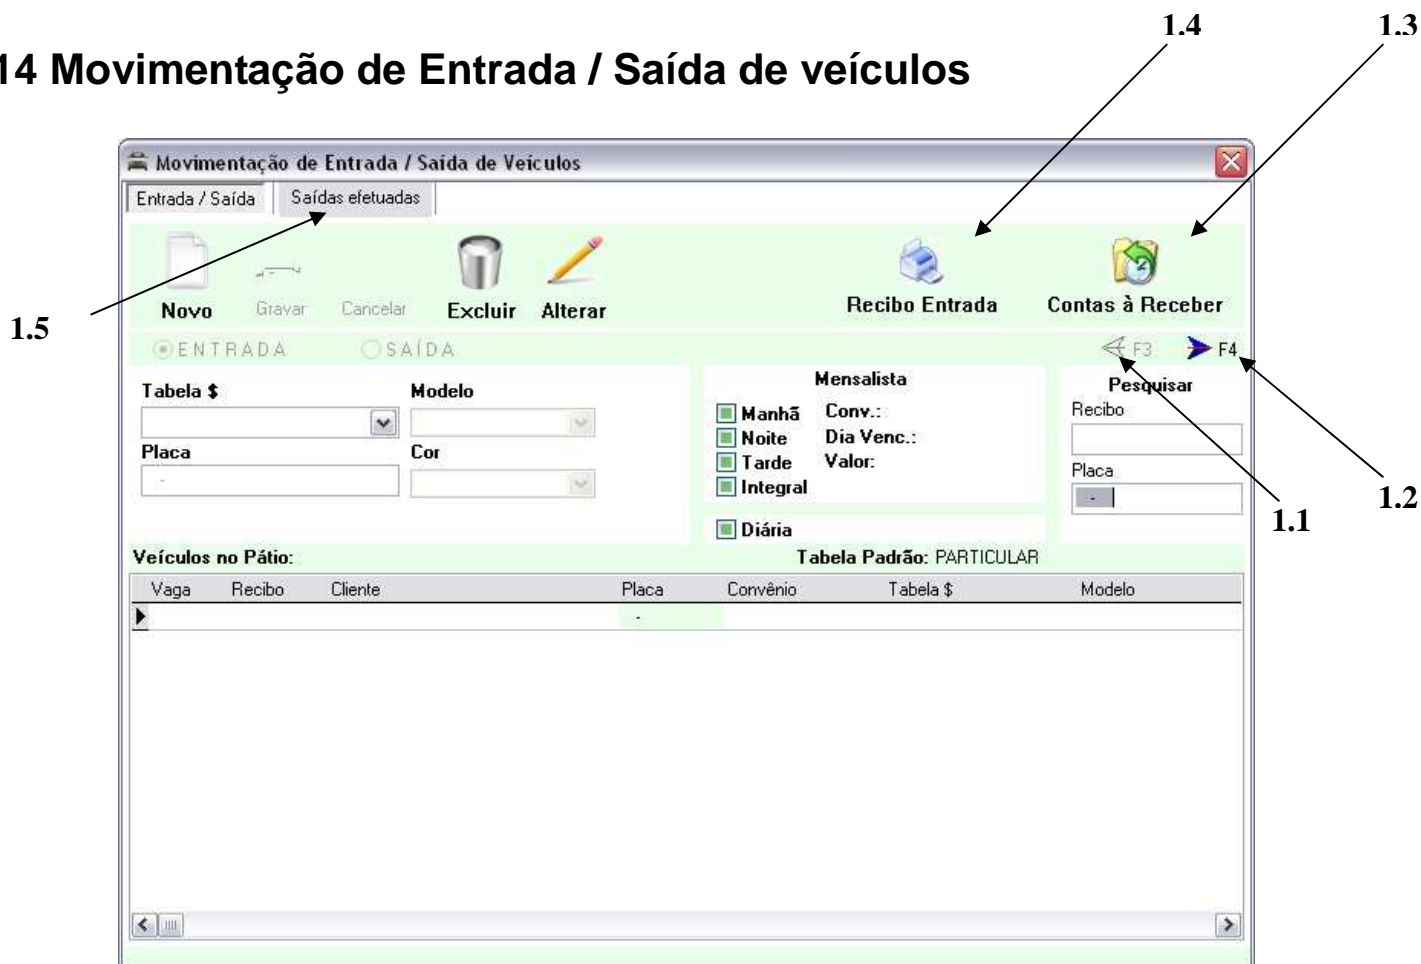 1.4 1.3
14 Movimentação de Entrada / Saída de veículos
Movimentação de Entrada / Saída de Veículos
Entrada / Saída Saídas efetuadas
Novo Gravar Cancelar Excluir Alterar Recibo Entrada Contas à Receber
1.5
ENTRADA SAÍDA F3 F4
Tabela $ Modelo Mensalista Pesquisar
Manhã Conv.: Recibo
Noite Dia Venc.:
Placa Cor Tarde Valor: Placa
- Integral -
1.2
1.1
Diária
Veículos no Pátio: Tabela Padrão: PARTICULAR
Vaga Recibo Cliente Placa Convênio Tabela $ Modelo
-